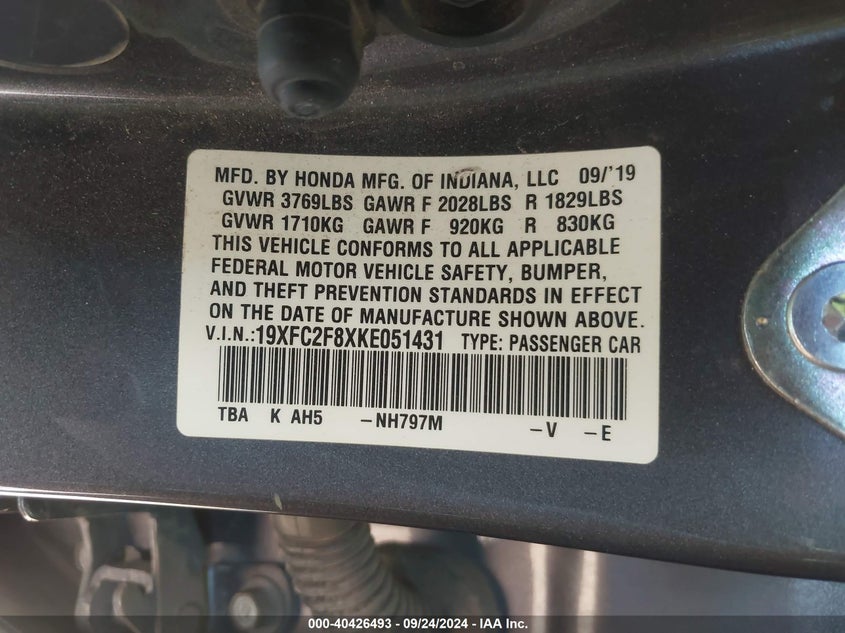 MFD. BY HONDA MFG. OF INDIANA, LLC 09/'19
GVWR 3769LBS GAWR F 2028LBS R 1829LBS
GVWR 1710KG GAWR F 920KG R 830KG
THIS VEHICLE CONFORMS TO ALL APPLICABLE
FEDERAL MOTOR VEHICLE SAFETY, BUMPER,
AND THEFT PREVENTION STANDARDS IN EFFECT
ON THE DATE OF MANUFACTURE SHOWN ABOVE.
V.I.N.:19XFC2F8XKE051431 TYPE: PASSENGER CAR
TBA K AH5 –NH797M –V –E
000-40426493 - 09/24/2024 - IAA Inc.